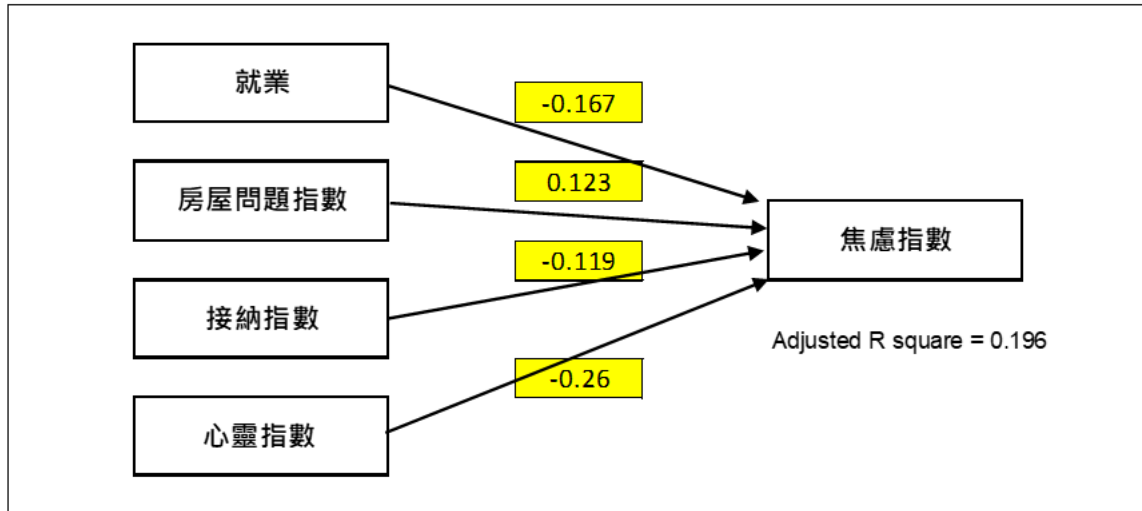 就業
-0.167
房屋問題指數
0.123
焦慮指數
-0.119
接納指數
Adjusted R square = 0.196
-0.26
心靈指數